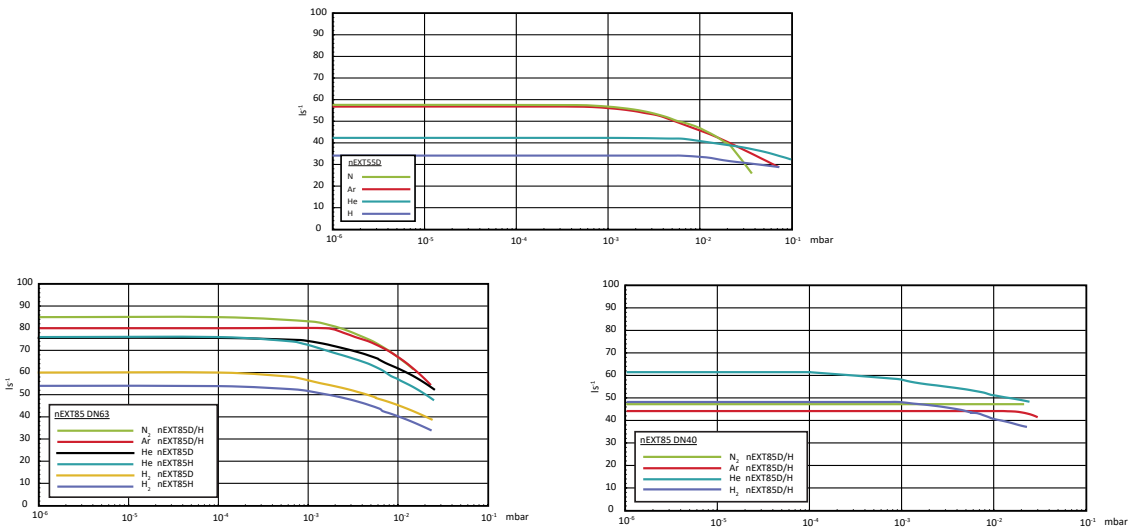 100
90
80
70
60
50
40
30
20
10
0
ls-1
nEXT55D
N
Ar
He
H
10-6
10-5
10-4
10-3
10-2
10-1
mbar
100
90
80
70
60
50
40
30
20
10
0
ls-1
nEXT85 DN63
N2 nEXT85D/H
Ar nEXT85D/H
He nEXT85D
He nEXT85H
H2 nEXT85D
H2 nEXT85H
10-6
10-5
10-4
10-3
10-2
10-1
mbar
100
90
80
70
60
50
40
30
20
10
0
ls-1
nEXT85 DN40
N2 nEXT85D/H
Ar nEXT85D/H
He nEXT85D/H
H2 nEXT85D/H
10-6
10-5
10-4
10-3
10-2
10-1
mbar